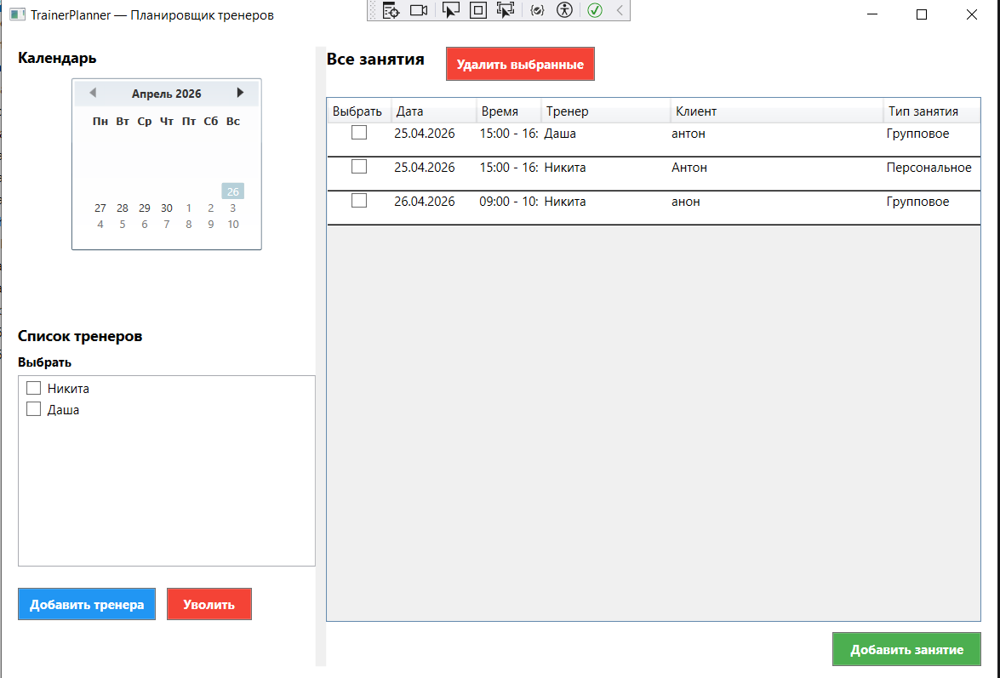 TrainerPlanner — Планировщик тренеров
Календарь
Апрель 2026
Пн Вт Ср Чт Пт Сб Вс
26
27 28 29 30 1 2 3
4 5 6 7 8 9 10
Список тренеров
Выбрать
Никита
Даша
Добавить тренера Уволить
Все занятия Удалить выбранные
Выбрать Дата Время Тренер Клиент Тип занятия
25.04.2026 15:00 - 16: Даша антон Групповое
25.04.2026 15:00 - 16: Никита Антон Персональное
26.04.2026 09:00 - 10: Никита анон Групповое
Добавить занятие